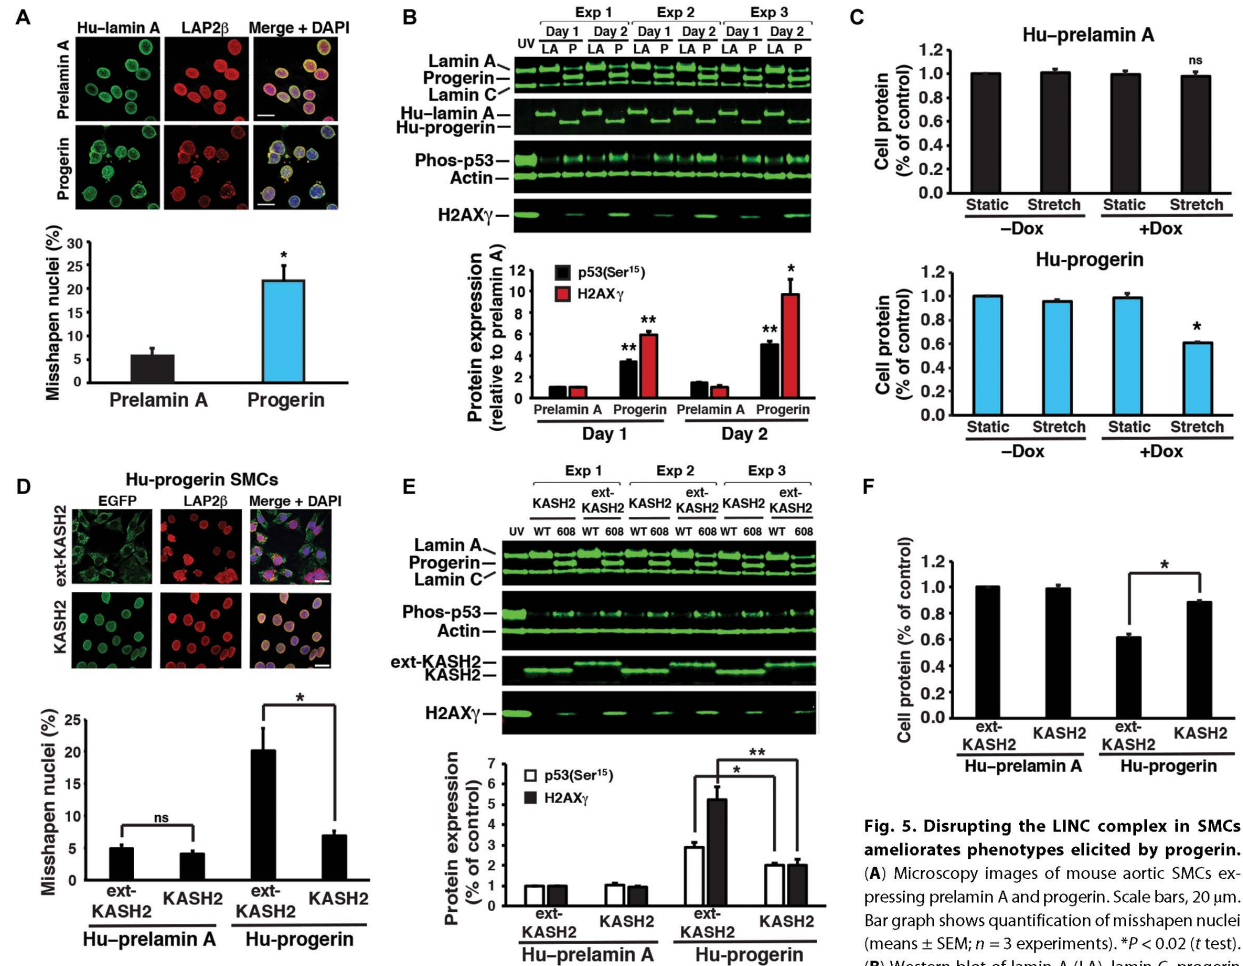 A
Hu–lamin A LAP2β Merge + DAPI
Prelamin A
Progerin
Misshapen nuclei (%)
30
25
20
15
10
5
0
*
Prelamin A Progerin
B
Exp 1 Exp 2 Exp 3
Day 1 Day 2 Day 1 Day 2 Day 1 Day 2
UV LA P LA P LA P LA P LA P LA P
Lamin A
Progerin
Lamin C
Hu–lamin A
Hu-progerin
Phos-p53
Actin
H2AXγ
Protein expression
(relative to prelamin A)
12
10
8
6
4
2
0
p53(Ser15)
H2AXγ
** ** ** *
Prelamin A Progerin Prelamin A Progerin
Day 1 Day 2
C
Hu–prelamin A
Cell protein
(% of control)
1.2
1.0
0.8
0.6
0.4
0.2
0.0
ns
Static Stretch Static Stretch
–Dox +Dox
Hu-progerin
Cell protein
(% of control)
1.2
1.0
0.8
0.6
0.4
0.2
0.0
*
Static Stretch Static Stretch
–Dox +Dox
D
Hu-progerin SMCs
EGFP LAP2β Merge + DAPI
ext-KASH2
KASH2
Misshapen nuclei (%)
25
20
15
10
5
0
ns
*
ext-KASH2 KASH2 ext-KASH2 KASH2
Hu–prelamin A Hu-progerin
E
Exp 1 Exp 2 Exp 3
KASH2 ext-KASH2 KASH2 ext-KASH2 KASH2 ext-KASH2
UV WT 608 WT 608 WT 608 WT 608 WT 608 WT 608
Lamin A
Progerin
Lamin C
Phos-p53
Actin
ext-KASH2
KASH2
H2AXγ
Protein expression
(% of control)
7
6
5
4
3
2
1
0
p53(Ser15)
H2AXγ
**
*
ext-KASH2 KASH2 ext-KASH2 KASH2
Hu–prelamin A Hu-progerin
F
Cell protein (% of control)
1.2
1.0
0.8
0.6
0.4
0.2
0.0
*
ext-KASH2 KASH2 ext-KASH2 KASH2
Hu–prelamin A Hu-progerin
Fig. 5. Disrupting the LINC complex in SMCs
ameliorates phenotypes elicited by progerin.
(A) Microscopy images of mouse aortic SMCs ex-
pressing prelamin A and progerin. Scale bars, 20 μm.
Bar graph shows quantification of misshapen nuclei
(means ± SEM; n = 3 experiments). *P < 0.02 (t test).
(B) Western blot of lamin A (LA), lamin C, progerin